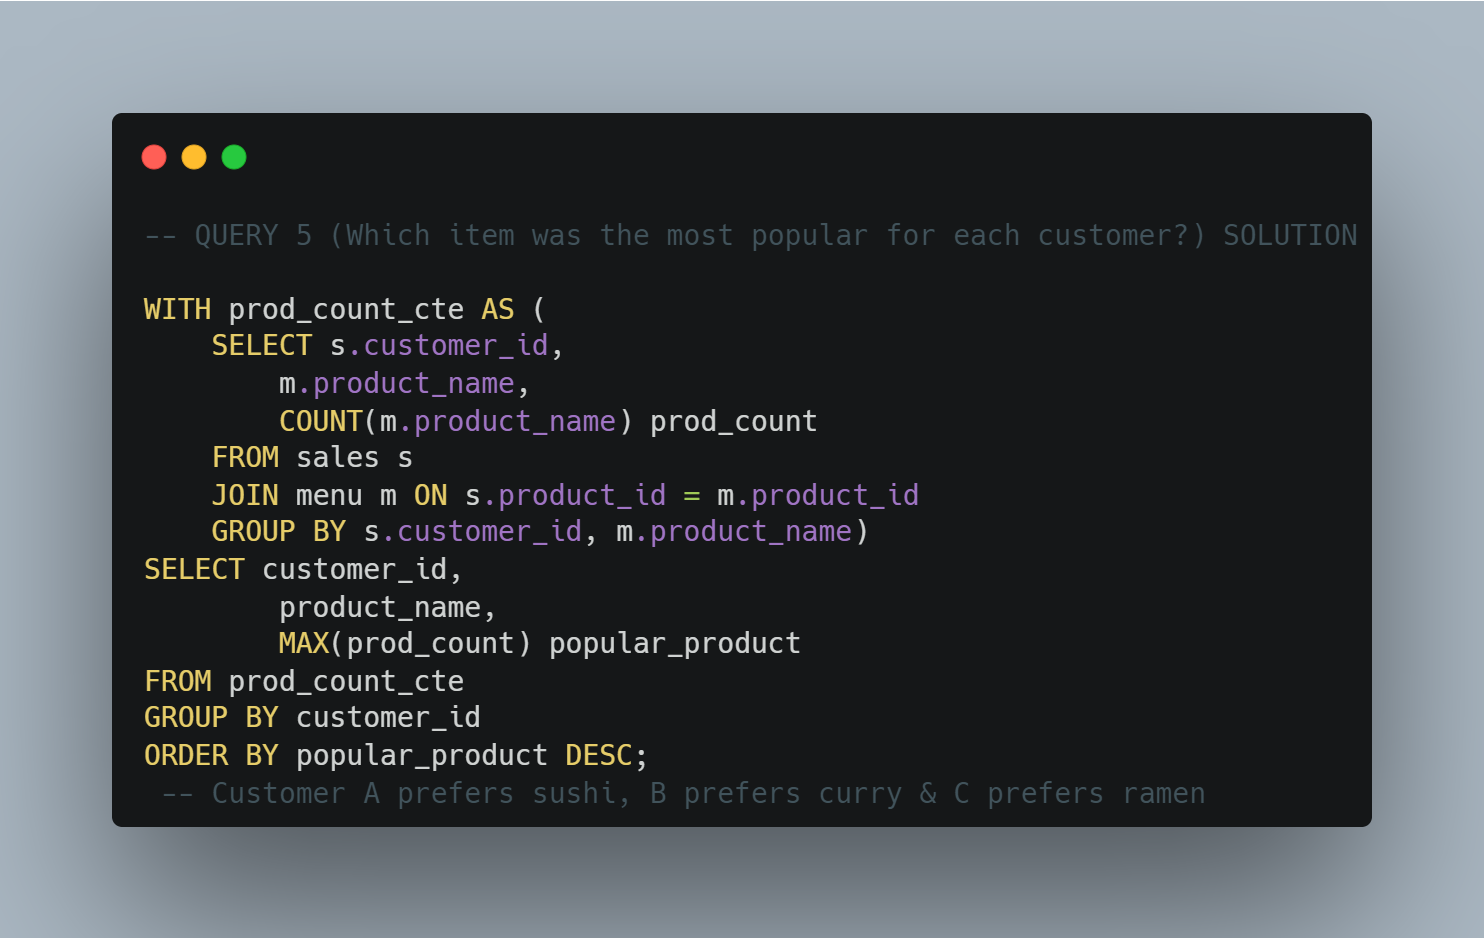 -- QUERY 5 (Which item was the most popular for each customer?) SOLUTION
WITH prod_count_cte AS (
    SELECT s.customer_id,
        m.product_name,
        COUNT(m.product_name) prod_count
    FROM sales s
    JOIN menu m ON s.product_id = m.product_id
    GROUP BY s.customer_id, m.product_name)
SELECT customer_id,
        product_name,
        MAX(prod_count) popular_product
FROM prod_count_cte
GROUP BY customer_id
ORDER BY popular_product DESC;
 -- Customer A prefers sushi, B prefers curry & C prefers ramen